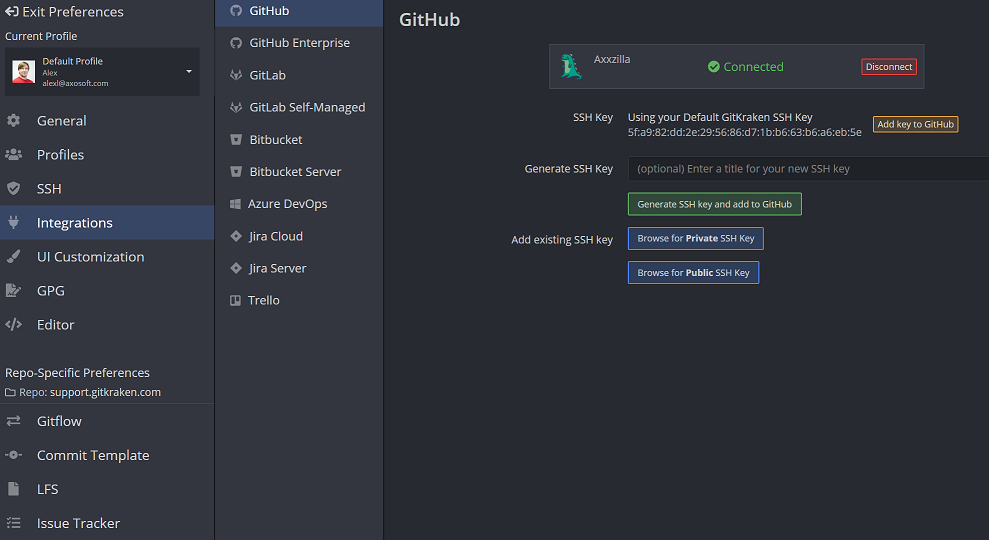 Exit Preferences
Current Profile
Default Profile
Alex
alexl@axosoft.com
General
Profiles
SSH
Integrations
UI Customization
GPG
Editor
Repo-Specific Preferences
Repo: support.gitkraken.com
Gitflow
Commit Template
LFS
Issue Tracker
GitHub
GitHub Enterprise
GitLab
GitLab Self-Managed
Bitbucket
Bitbucket Server
Azure DevOps
Jira Cloud
Jira Server
Trello
GitHub
Axxzilla
Connected
Disconnect
SSH Key
Using your Default GitKraken SSH Key
5f:a9:82:dd:2e:29:56:86:d7:1b:b6:63:b6:a6:eb:5e
Add key to GitHub
Generate SSH Key
(optional) Enter a title for your new SSH key
Generate SSH key and add to GitHub
Add existing SSH key
Browse for Private SSH Key
Browse for Public SSH Key